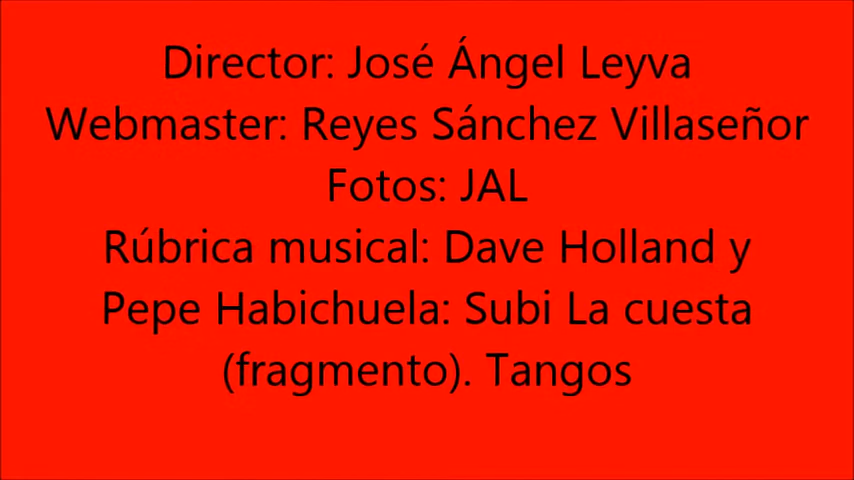 Director: José Ángel Leyva
Webmaster: Reyes Sánchez Villaseñor
Fotos: JAL
Rúbrica musical: Dave Holland y
Pepe Habichuela: Subi La cuesta
(fragmento). Tangos